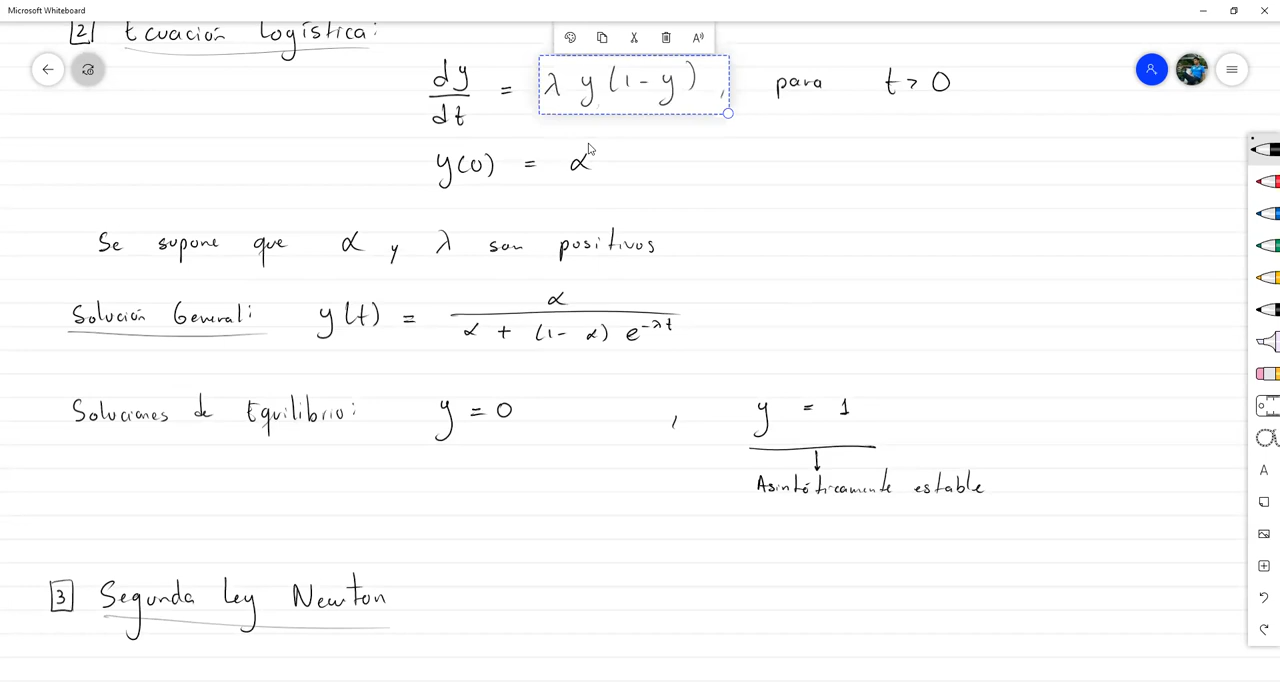 Microsoft Whiteboard
2 Ecuación Logística:
dy/dt = λ y (1 - y), para t > 0
y(0) = α
Se supone que α y λ son positivos
Solución General: y(t) = α / (α + (1 - α) e^{-λt})
Soluciones de Equilibrio: y = 0 , y = 1
Asintóticamente estable
3 Segunda Ley Newton